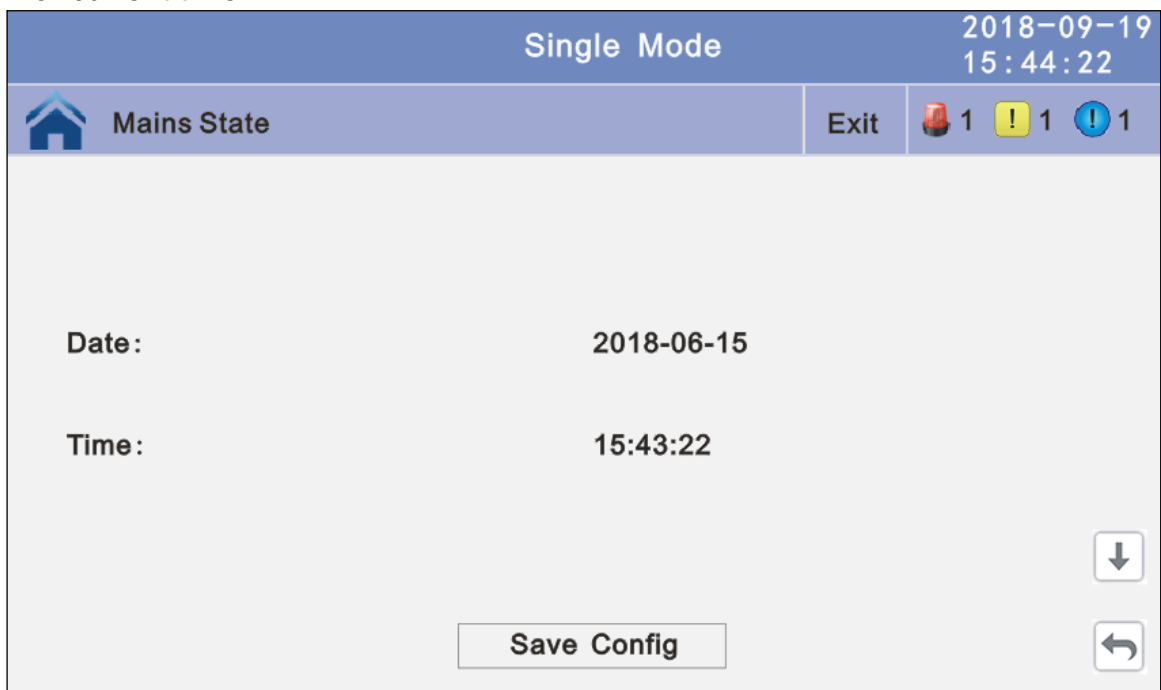 Single Mode
2018-09-19
15:44:22
Mains State
Exit
! 1
1 ! 1 ! 1
Date:
2018-06-15
Time:
15:43:22
Save Config